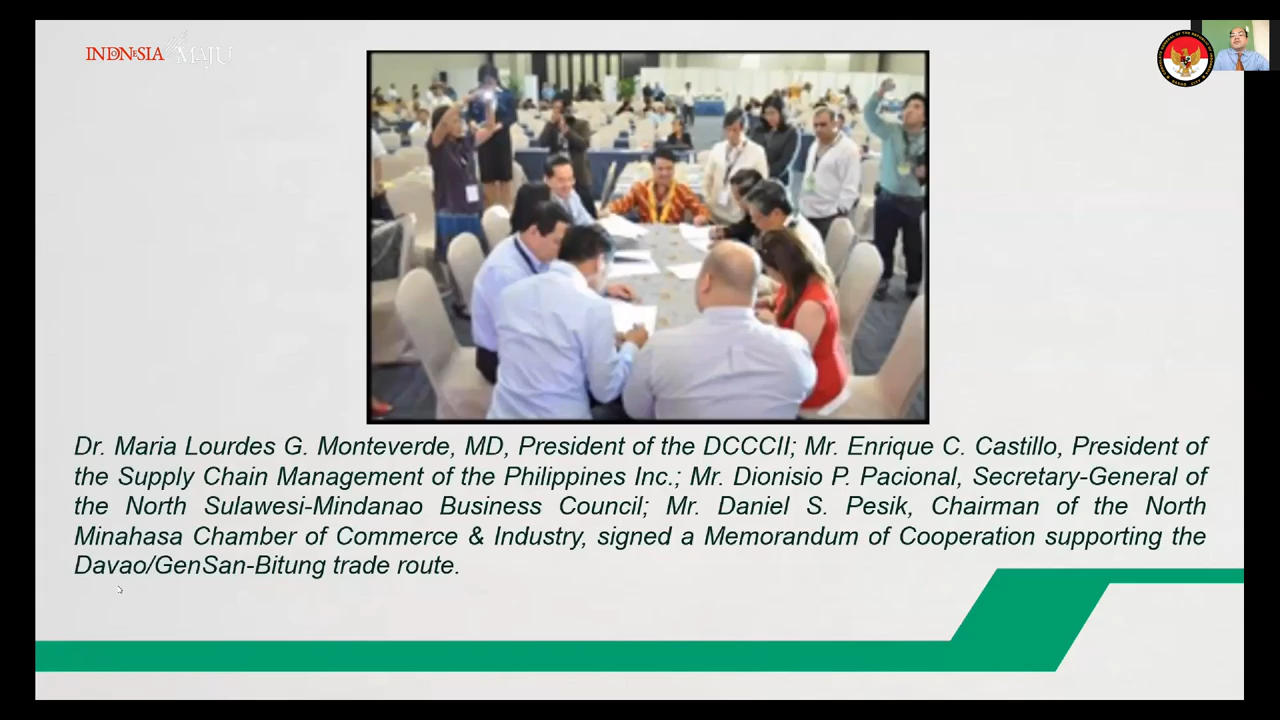 INDONESIA
MAJU
Dr. Maria Lourdes G. Monteverde, MD, President of the DCCCII; Mr. Enrique C. Castillo, President of
the Supply Chain Management of the Philippines Inc.; Mr. Dionisio P. Pacional, Secretary-General of
the North Sulawesi-Mindanao Business Council; Mr. Daniel S. Pesik, Chairman of the North
Minahasa Chamber of Commerce & Industry, signed a Memorandum of Cooperation supporting the
Davao/GenSan-Bitung trade route.